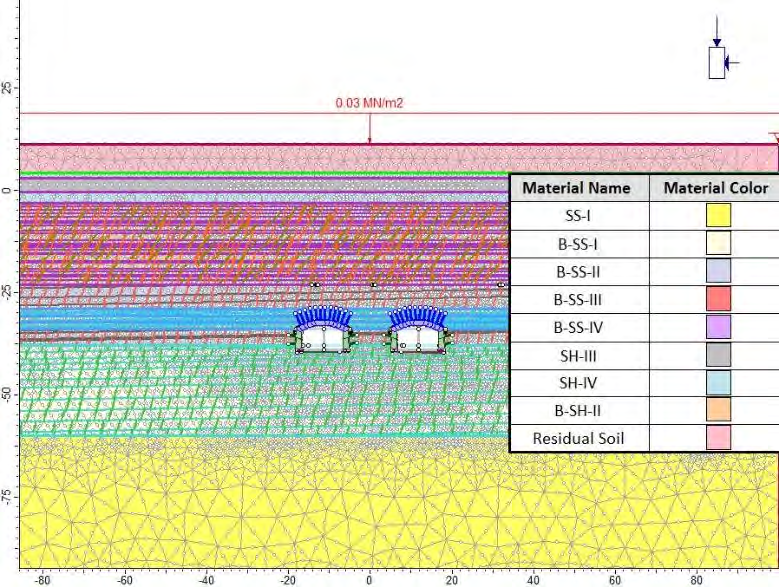 0.03 MN/m2
25
0
-25
-50
-75
Material Name Material Color
SS-I
B-SS-I
B-SS-II
B-SS-III
B-SS-IV
SH-III
SH-IV
B-SH-II
Residual Soil
-80 -60 -40 -20 0 20 40 60 80